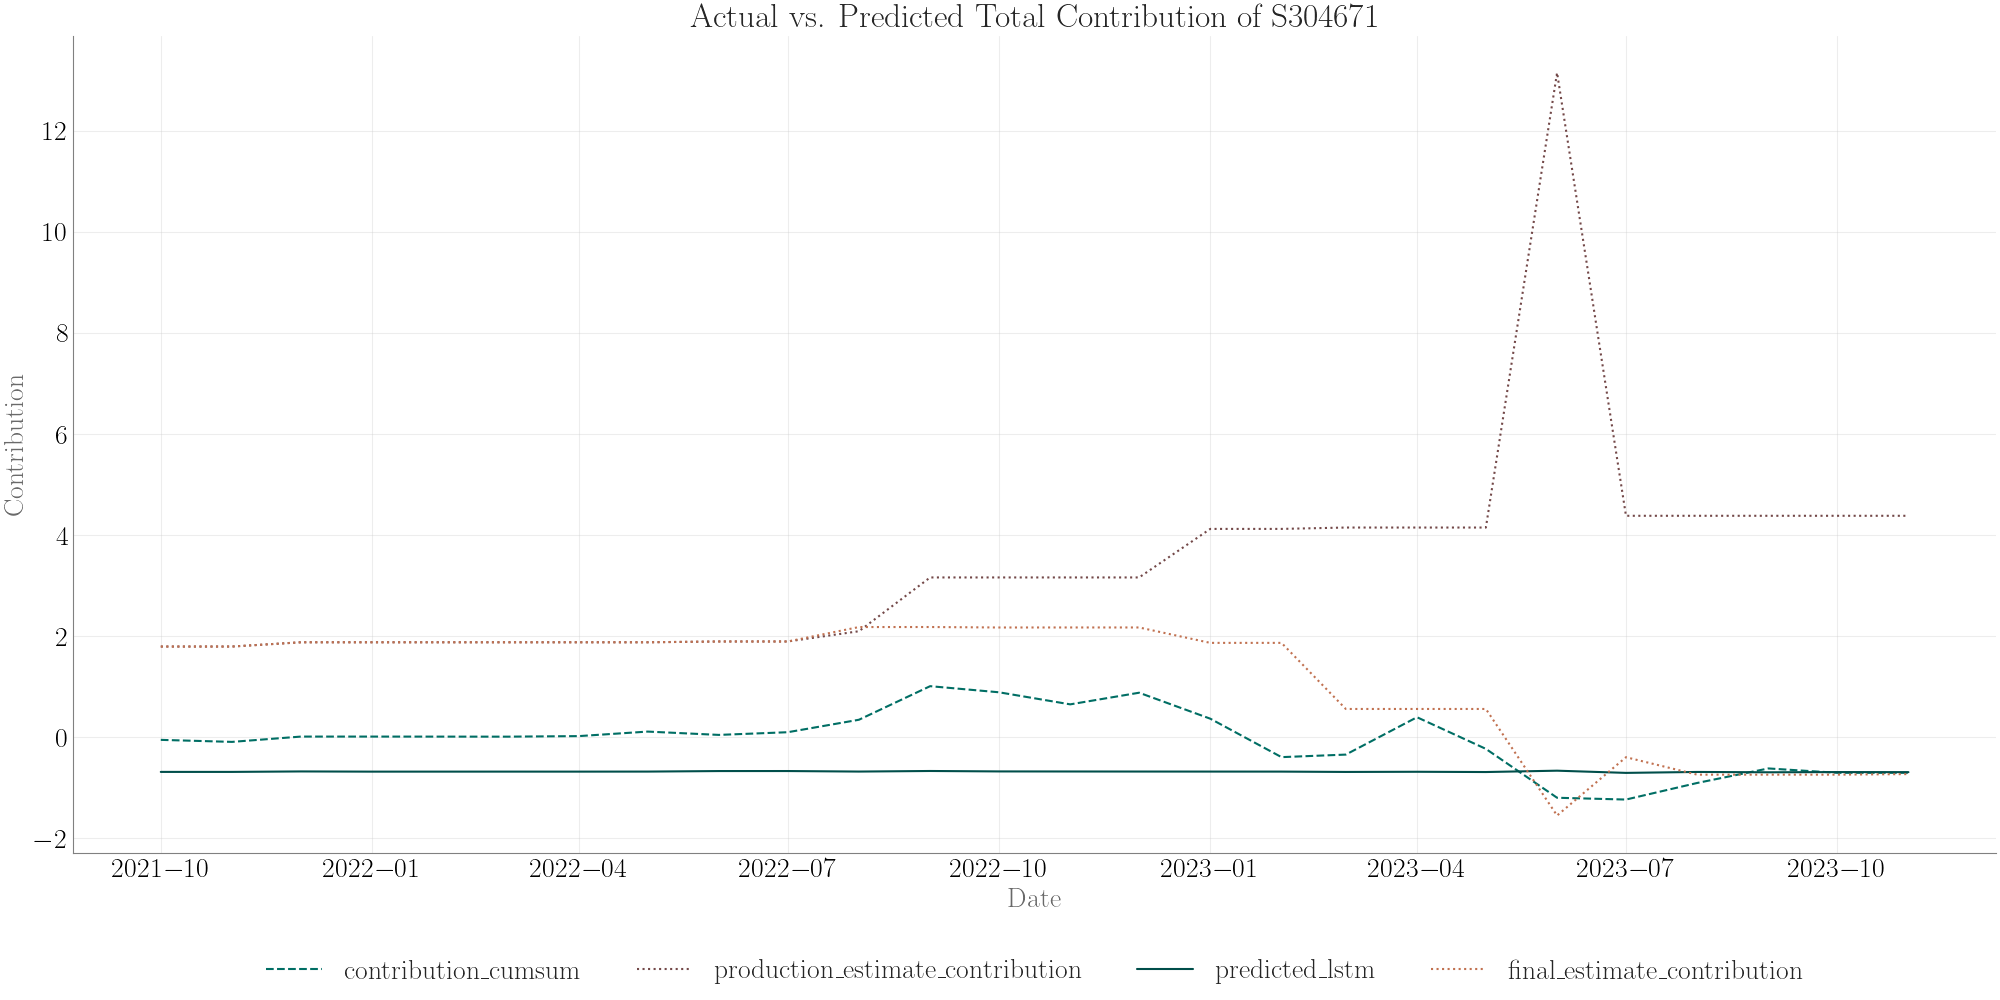 Actual vs. Predicted Total Contribution of S304671
Contribution
12
10
8
6
4
2
0
−2
2021−10 2022−01 2022−04 2022−07 2022−10 2023−01 2023−04 2023−07 2023−10
Date
contribution_cumsum production_estimate_contribution predicted_lstm final_estimate_contribution